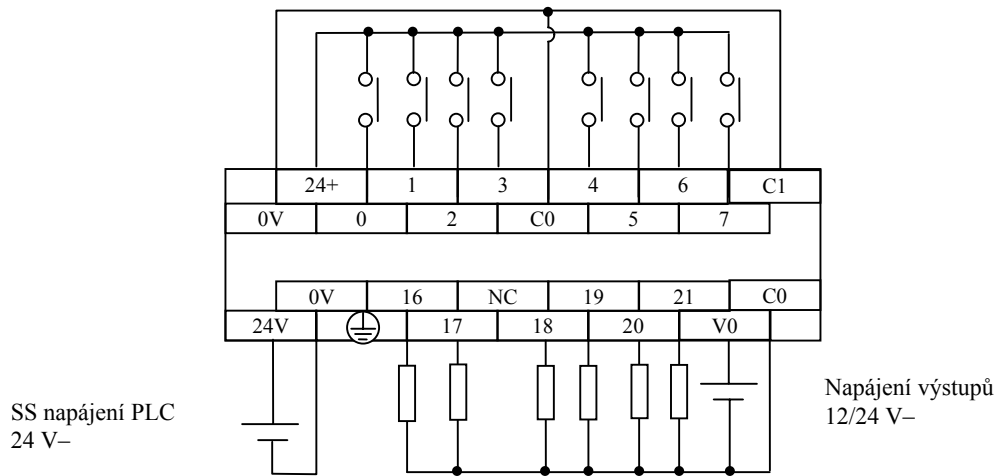 24+ 1 3 4 6 C1
0V 0 2 C0 5 7
0V 16 NC 19 21 C0
24V 17 18 20 V0
SS napájení PLC
24 V–
Napájení výstupů
12/24 V–